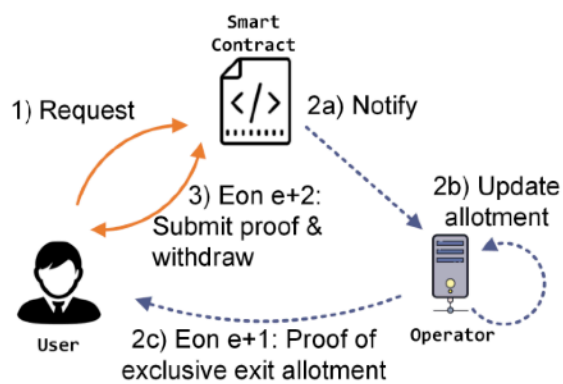 Smart
Contract
1) Request
2a) Notify
3) Eon e+2:
Submit proof &
withdraw
2b) Update
allotment
User
Operator
2c) Eon e+1: Proof of
exclusive exit allotment